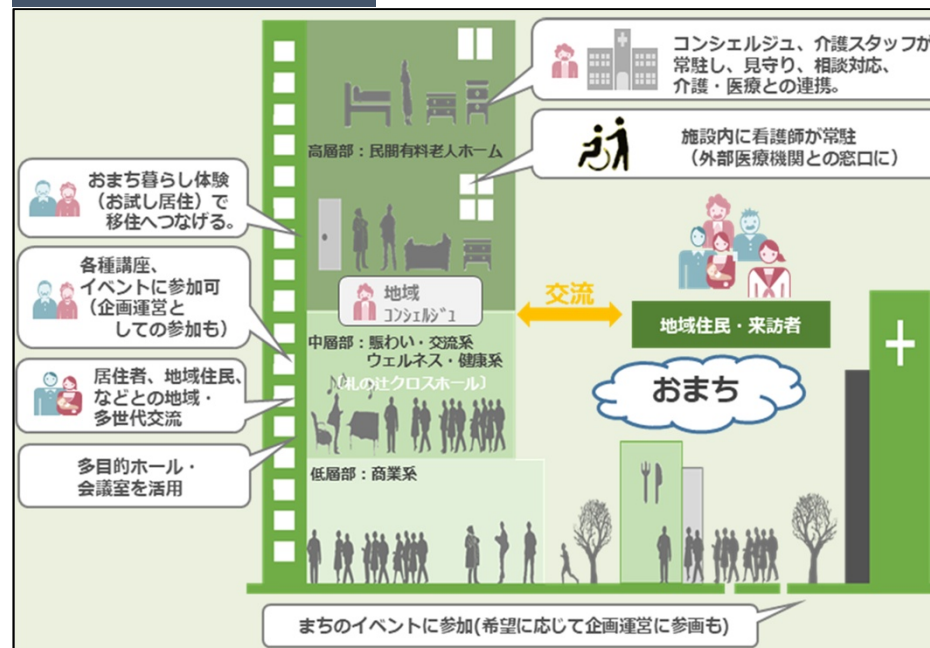 コンシェルジュ、介護スタッフが
常駐し、見守り、相談対応、
介護・医療との連携。
高層部：民間有料老人ホーム
施設内に看護師が常駐
（外部医療機関との窓口に）
おまち暮らし体験
（お試し居住）で
移住へつなげる。
各種講座、
イベントに参加可
（企画運営と
しての参加も）
地域
コンシェルジュ
交流
地域住民・来訪者
中層部：賑わい・交流系
ウェルネス・健康系
（札の辻クロスホール）
おまち
居住者、地域住民、
などとの地域・
多世代交流
多目的ホール・
会議室を活用
低層部：商業系
まちのイベントに参加(希望に応じて企画運営に参画も)